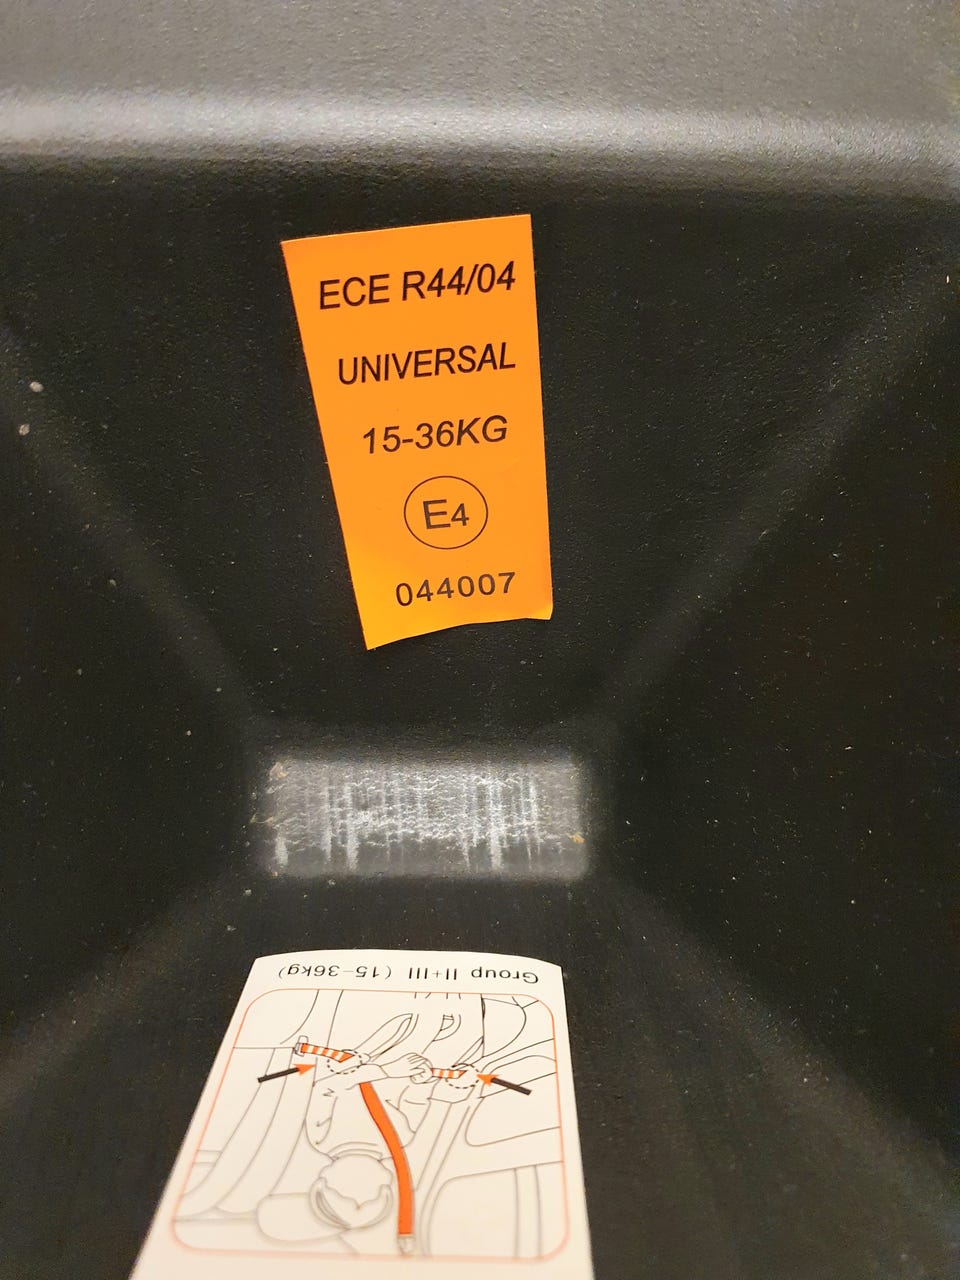 ECE R44/04
UNIVERSAL
15-36KG
E4
044007
Group II+III (15-36kg)